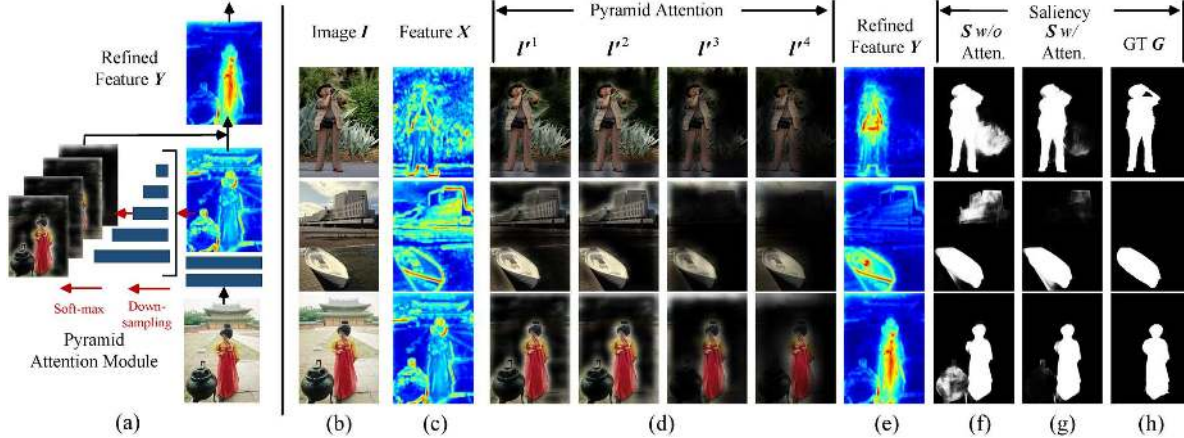 Refined
Feature Y
Soft-max
Down-
sampling
Pyramid
Attention Module
(a)
Image I
Feature X
Pyramid Attention
l'¹
l'²
l'³
l'⁴
Refined
Feature Y
Saliency
S w/o
Atten.
S w/
Atten.
GT G
(b)
(c)
(d)
(e)
(f)
(g)
(h)